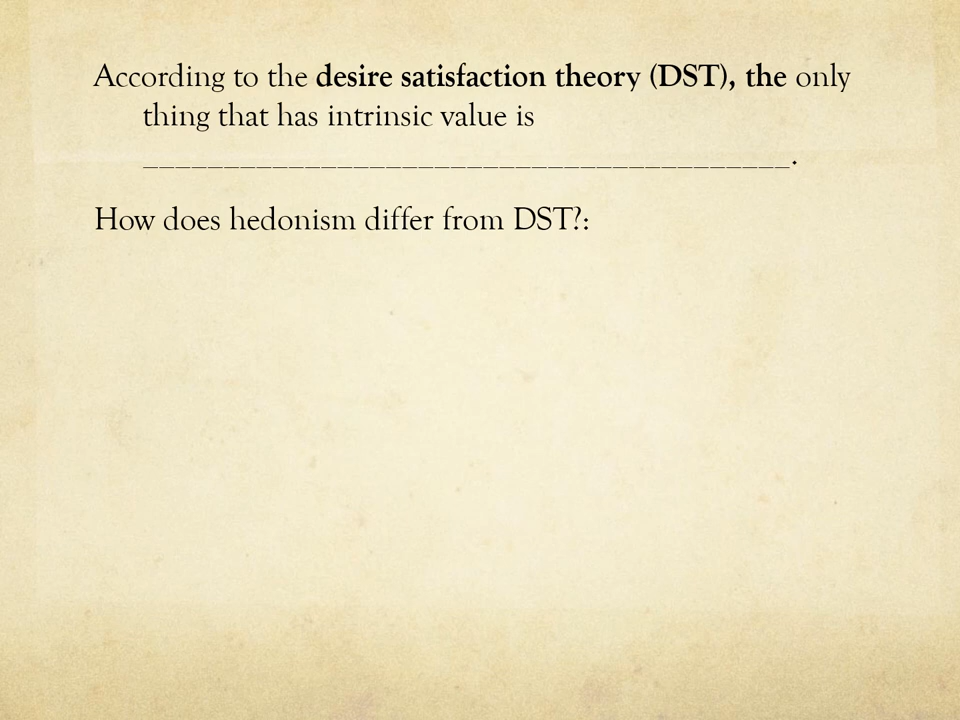 According to the desire satisfaction theory (DST), the only
thing that has intrinsic value is
________________________________________.
How does hedonism differ from DST?: